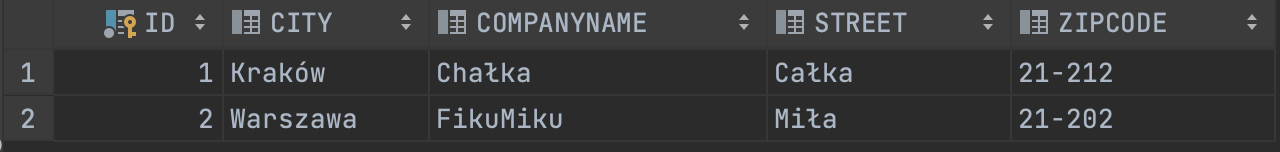 ID CITY COMPANYNAME STREET ZIPCODE
1 1 Kraków Chałka Całka 21-212
2 2 Warszawa FikuMiku Miła 21-202